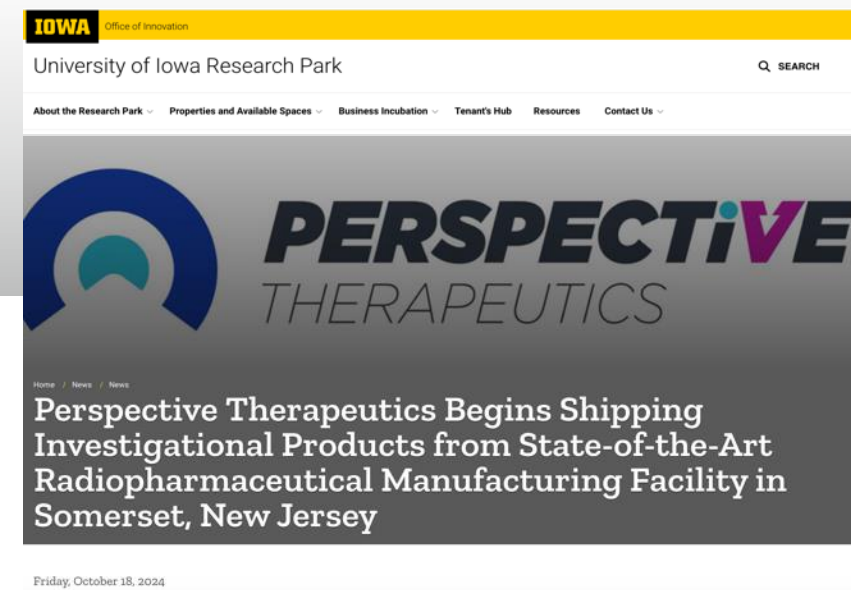 IOWA Office of Innovation
University of Iowa Research Park
SEARCH
About the Research Park Properties and Available Spaces Business Incubation Tenant's Hub Resources Contact Us
PERSPECTiVE
THERAPEUTICS
Home / News / News
Perspective Therapeutics Begins Shipping
Investigational Products from State-of-the-Art
Radiopharmaceutical Manufacturing Facility in
Somerset, New Jersey
Friday, October 18, 2024